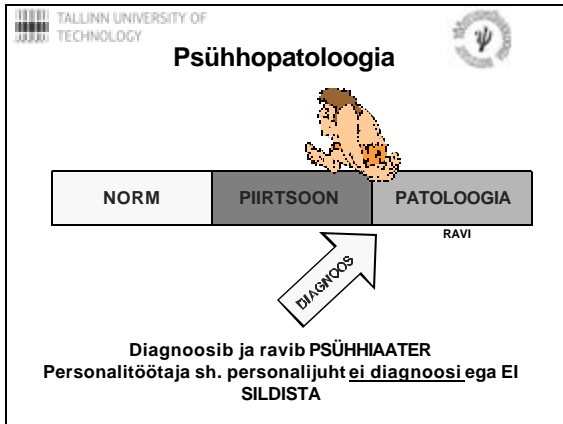 TALLINN UNIVERSITY OF
TECHNOLOGY
Psühhopatoloogia
NORM PIIRTSOON PATOLOOGIA
RAVI
DIAGNOOS
Diagnoosib ja ravib PSÜHHIAATER
Personalitöötaja sh. personalijuht ei diagnoosi ega EI
SILDISTA